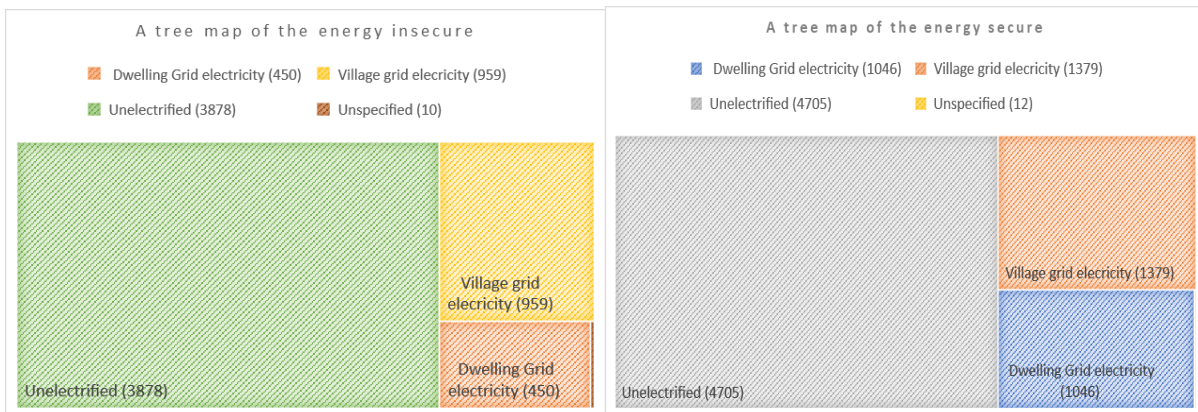 A tree map of the energy insecure
Dwelling Grid electricity (450)
Village grid elecricity (959)
Unelectrified (3878)
Unspecified (10)
Village grid
elecricity (959)
Dwelling Grid
electricity (450)
Unelectrified (3878)
A tree map of the energy secure
Dwelling Grid electricity (1046)
Village grid elecricity (1379)
Unelectrified (4705)
Unspecified (12)
Village grid elecricity (1379)
Dwelling Grid electricity
(1046)
Unelectrified (4705)